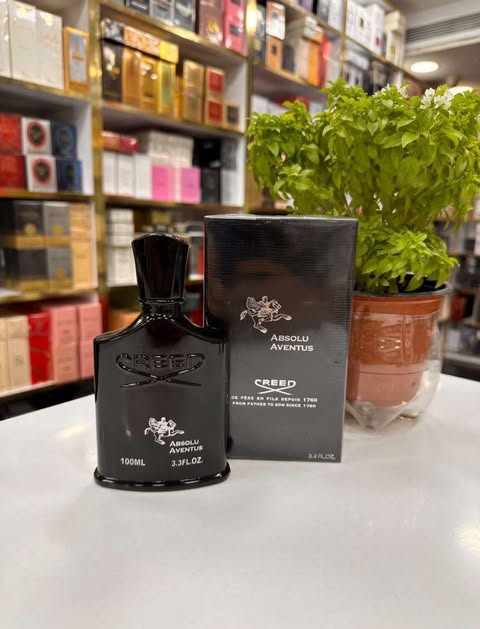 CREED
ABSOLU
AVENTUS
100ML 3.3FL.OZ.
ABSOLU
AVENTUS
CREED
DE PÈRE EN FILS DEPUIS 1760
FROM FATHER TO SON SINCE 1760
3.4 FL.OZ.